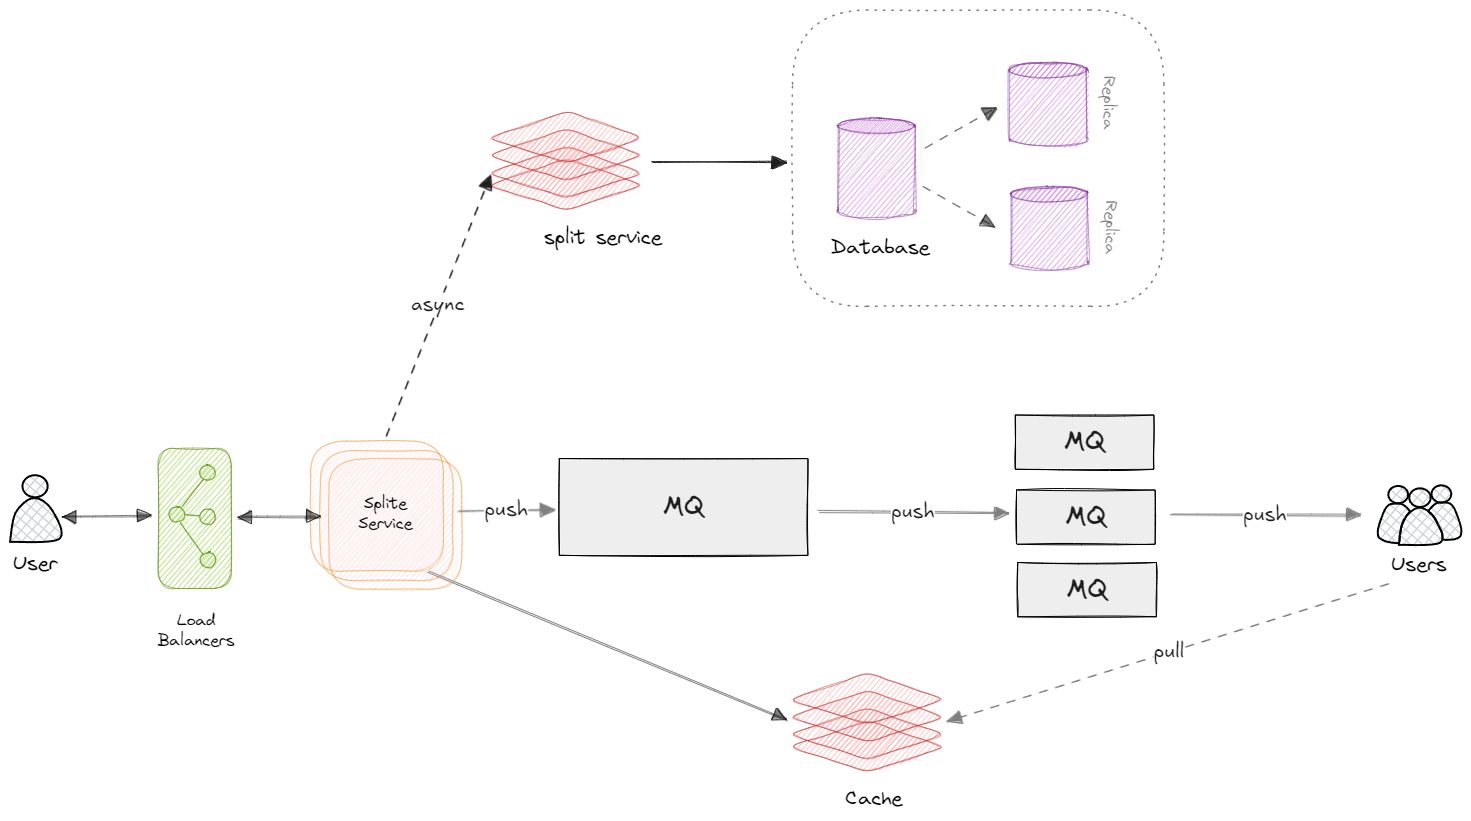 Replica
Replica
split service
Database
async
MQ
Splite
Service
push
MQ
push
MQ
push
MQ
User
Users
Load
Balancers
pull
Cache